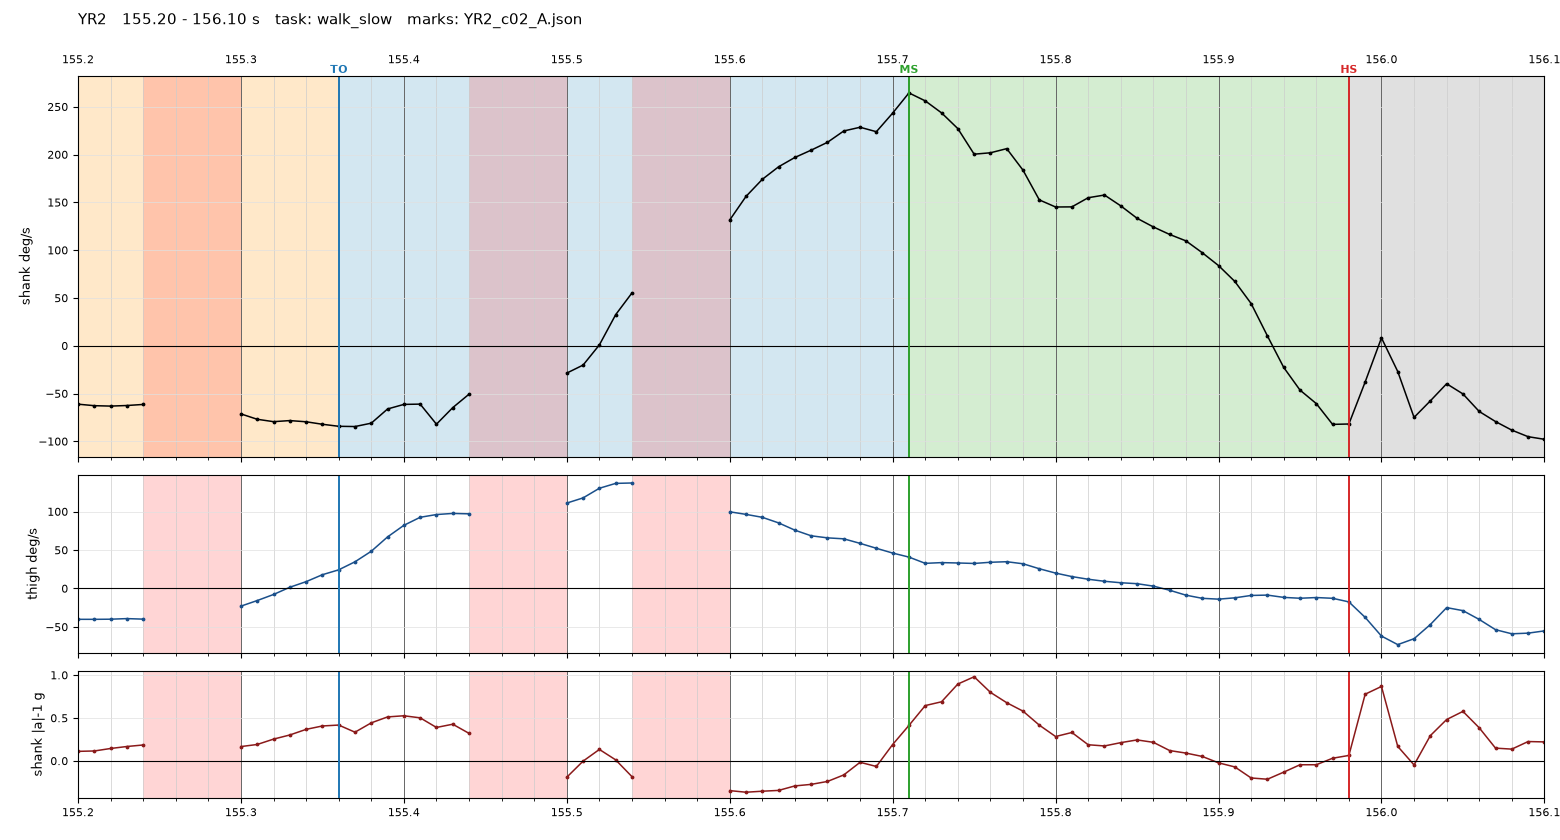 YR2   155.20 - 156.10 s   task: walk_slow   marks: YR2_c02_A.json
155.2 155.3 155.4 155.5 155.6 155.7 155.8 155.9 156.0 156.1
TO MS HS
shank deg/s
250
200
150
100
50
0
−50
−100
thigh deg/s
100
50
0
−50
shank |a|-1 g
1.0
0.5
0.0
155.2 155.3 155.4 155.5 155.6 155.7 155.8 155.9 156.0 156.1